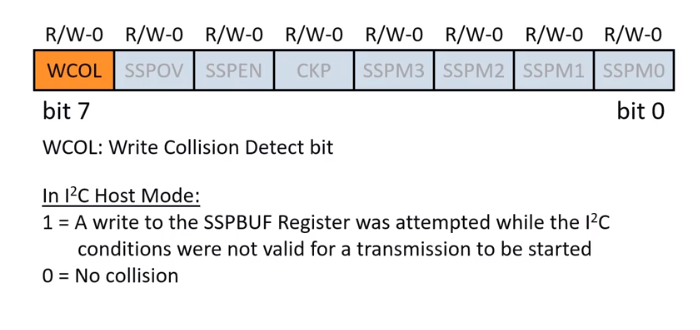 R/W-0 R/W-0 R/W-0 R/W-0 R/W-0 R/W-0 R/W-0 R/W-0
WCOL SSPOV SSPEN CKP SSPM3 SSPM2 SSPM1 SSPM0
bit 7 bit 0
WCOL: Write Collision Detect bit
In I²C Host Mode:
1 = A write to the SSPBUF Register was attempted while the I²C
conditions were not valid for a transmission to be started
0 = No collision